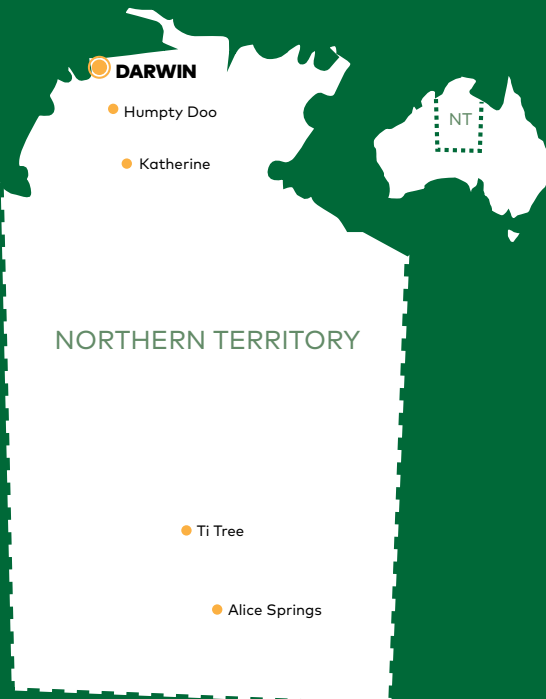 DARWIN
Humpty Doo
NT
Katherine
NORTHERN TERRITORY
Ti Tree
Alice Springs